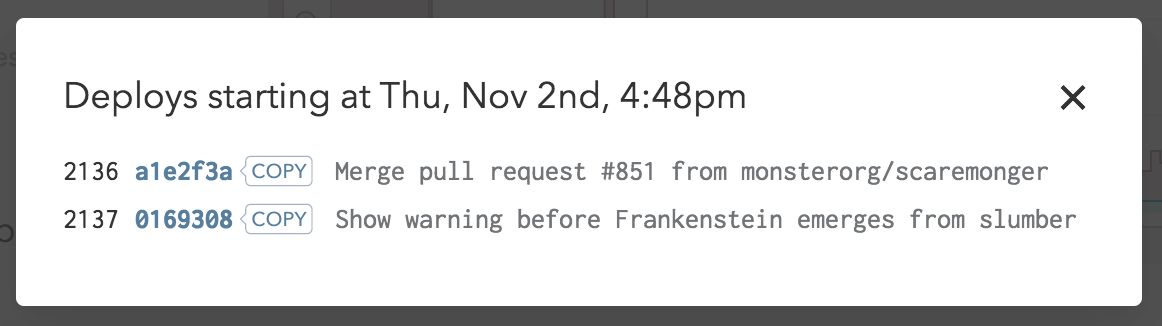 Deploys starting at Thu, Nov 2nd, 4:48pm
2136 a1e2f3a COPY Merge pull request #851 from monsterorg/scaremonger
2137 0169308 COPY Show warning before Frankenstein emerges from slumber